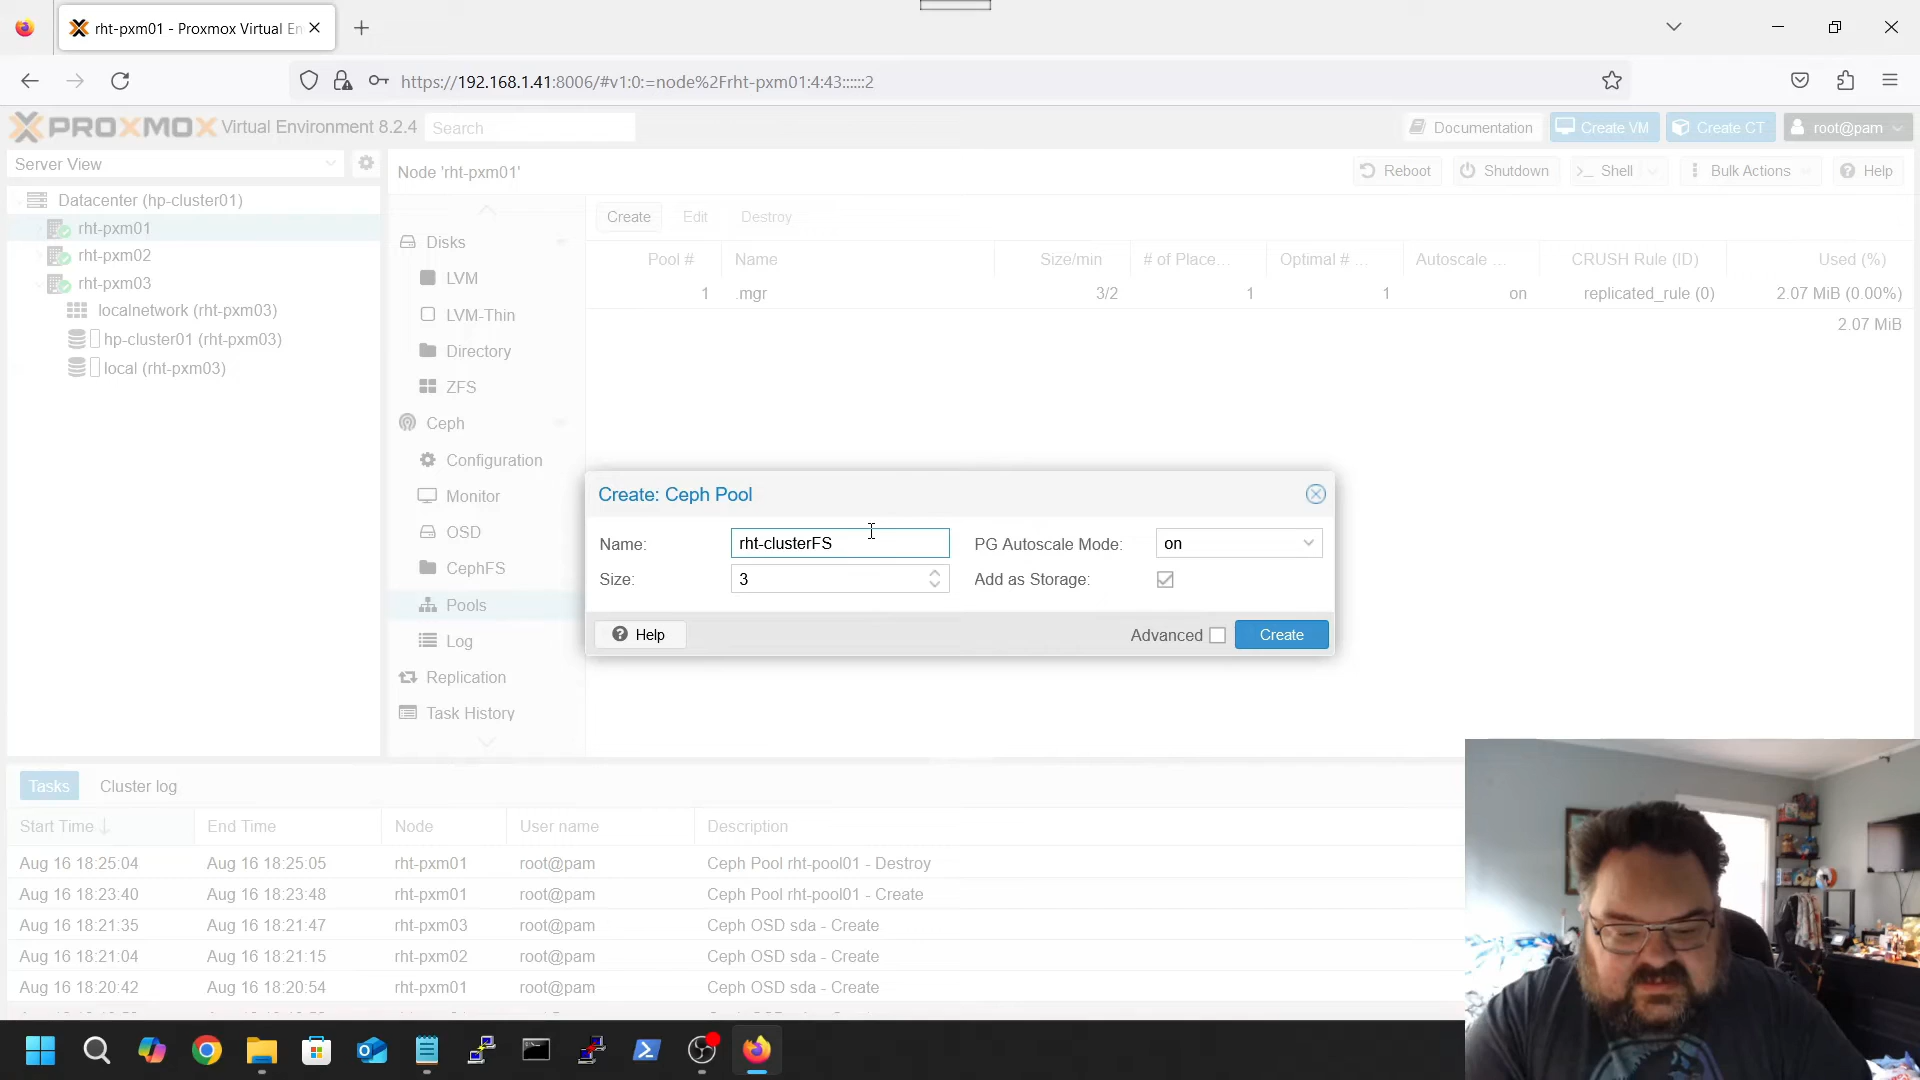 rht-pxm01 - Proxmox Virtual En
https://192.168.1.41:8006/#v1:0:=node%2Frht-pxm01:4:43::::::2
PROXMOX Virtual Environment 8.2.4 Search
Documentation Create VM Create CT root@pam
Server View
Node 'rht-pxm01'
Reboot Shutdown >_ Shell Bulk Actions Help
Datacenter (hp-cluster01)
rht-pxm01
rht-pxm02
rht-pxm03
localnetwork (rht-pxm03)
hp-cluster01 (rht-pxm03)
local (rht-pxm03)
Disks
LVM
LVM-Thin
Directory
ZFS
Ceph
Configuration
Monitor
OSD
CephFS
Pools
Log
Replication
Task History
Create Edit Destroy
Pool # Name Size/min # of Place... Optimal # ... Autoscale ... CRUSH Rule (ID) Used (%)
1 .mgr 3/2 1 1 on replicated_rule (0) 2.07 MiB (0.00%)
2.07 MiB
Create: Ceph Pool
Name: rht-clusterFS PG Autoscale Mode: on
Size: 3 Add as Storage:
Help Advanced Create
Tasks Cluster log
Start Time End Time Node User name Description
Aug 16 18:25:04 Aug 16 18:25:05 rht-pxm01 root@pam Ceph Pool rht-pool01 - Destroy
Aug 16 18:23:40 Aug 16 18:23:48 rht-pxm01 root@pam Ceph Pool rht-pool01 - Create
Aug 16 18:21:35 Aug 16 18:21:47 rht-pxm03 root@pam Ceph OSD sda - Create
Aug 16 18:21:04 Aug 16 18:21:15 rht-pxm02 root@pam Ceph OSD sda - Create
Aug 16 18:20:42 Aug 16 18:20:54 rht-pxm01 root@pam Ceph OSD sda - Create